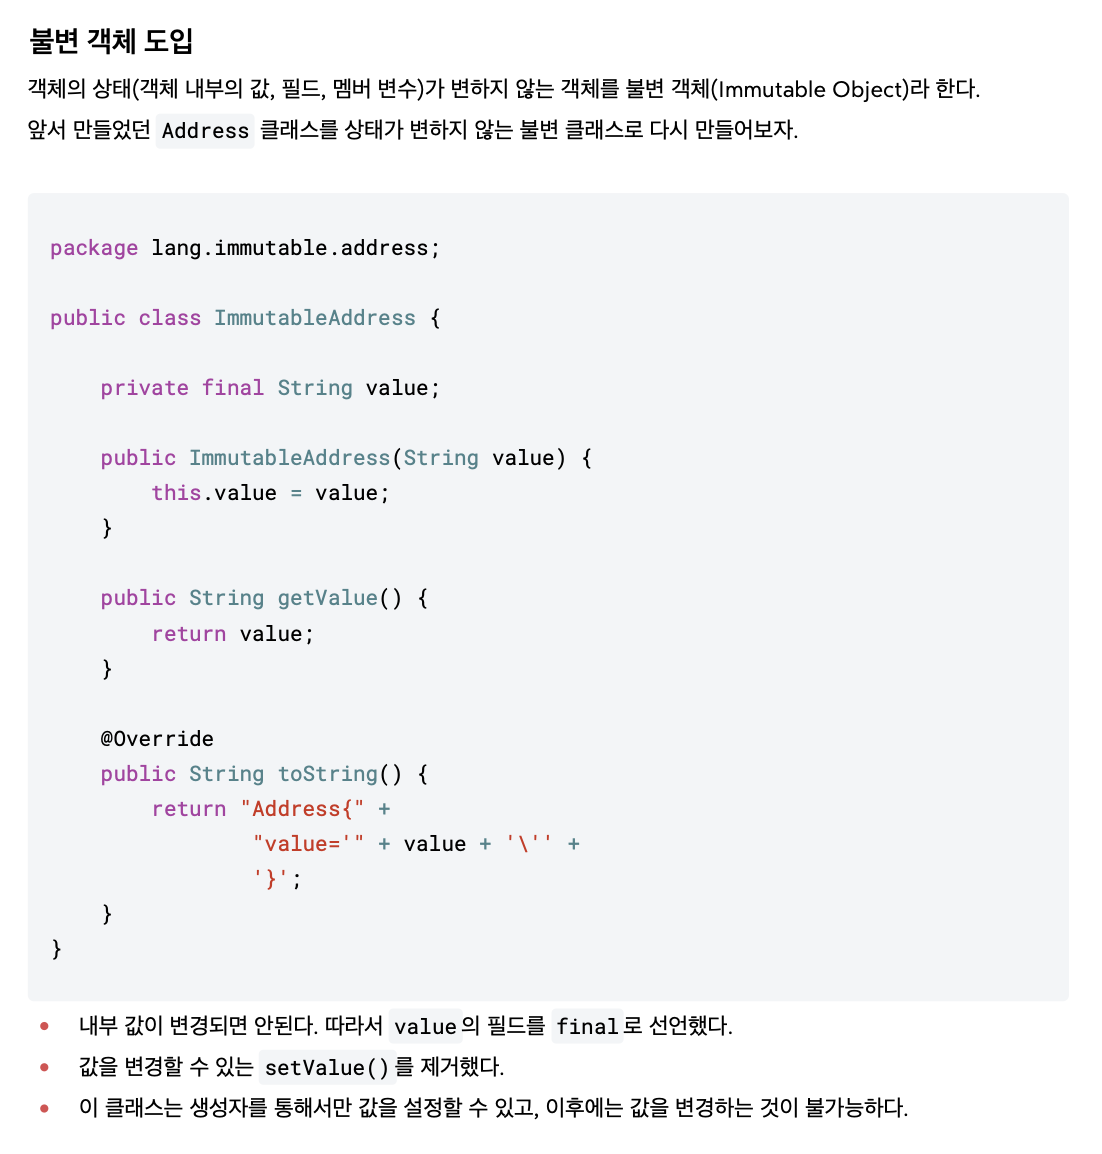 불변 객체 도입
객체의 상태(객체 내부의 값, 필드, 멤버 변수)가 변하지 않는 객체를 불변 객체(Immutable Object)라 한다.
앞서 만들었던 Address 클래스를 상태가 변하지 않는 불변 클래스로 다시 만들어보자.
package lang.immutable.address;
public class ImmutableAddress {
private final String value;
public ImmutableAddress(String value) {
this.value = value;
}
public String getValue() {
return value;
}
@Override
public String toString() {
return "Address{" +
"value='" + value + '\'' +
'}';
}
}
내부 값이 변경되면 안된다. 따라서 value의 필드를 final로 선언했다.
값을 변경할 수 있는 setValue()를 제거했다.
이 클래스는 생성자를 통해서만 값을 설정할 수 있고, 이후에는 값을 변경하는 것이 불가능하다.